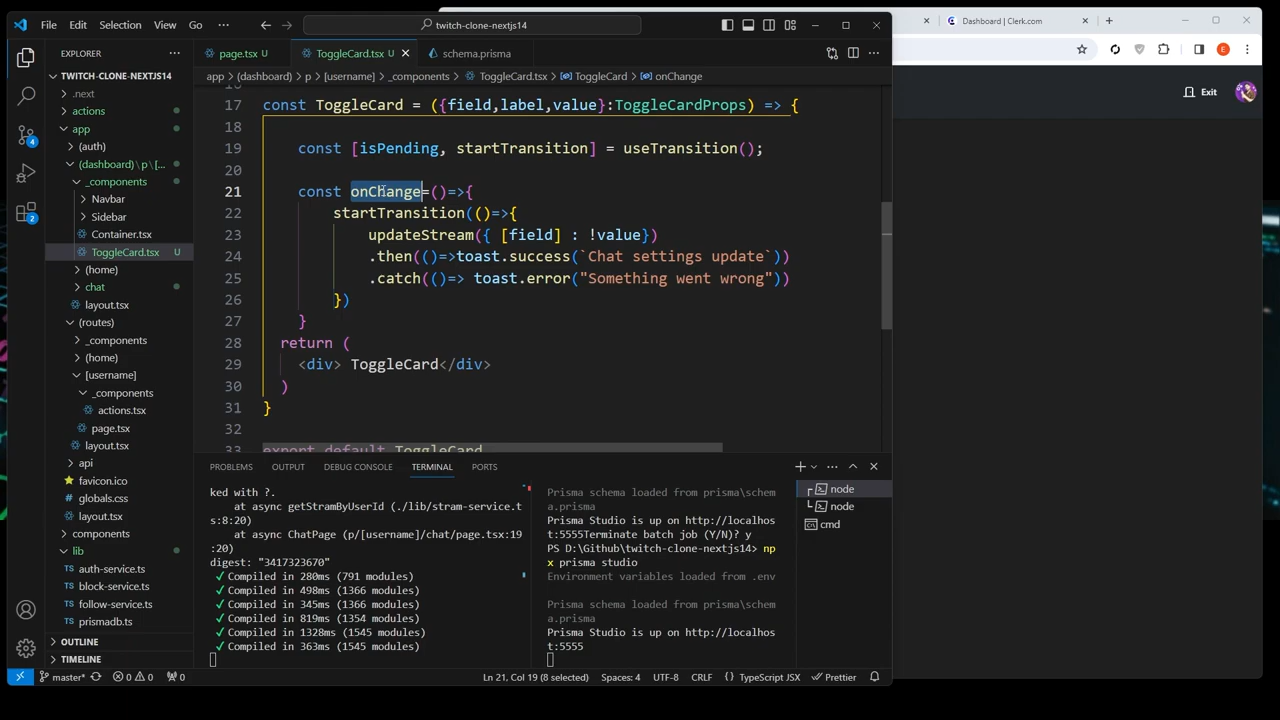 File Edit Selection View Go ··· twitch-clone-nextjs14
Dashboard | Clerk.com
EXPLORER
page.tsx U
ToggleCard.tsx U
schema.prisma
E
TWITCH-CLONE-NEXTJS14
app > (dashboard) > p > [username] > _components > ToggleCard.tsx > ToggleCard > onChange
Exit
.next
actions
app
(auth)
(dashboard) \ p \ [...
_components
Navbar
Sidebar
Container.tsx
ToggleCard.tsx U
(home)
chat
layout.tsx
(routes)
_components
(home)
[username]
_components
actions.tsx
page.tsx
layout.tsx
api
favicon.ico
globals.css
layout.tsx
components
lib
auth-service.ts
block-service.ts
follow-service.ts
prismadb.ts
OUTLINE
TIMELINE
4
2
16
17 const ToggleCard = ({field,label,value}:ToggleCardProps) => {
18
19 const [isPending, startTransition] = useTransition();
20
21 const onChange=()=>{
22 startTransition(()=>{
23 updateStream({ [field] : !value})
24 .then(()=>toast.success(`Chat settings update`))
25 .catch(()=> toast.error("Something went wrong"))
26 })
27 }
28 return (
29 <div> ToggleCard</div>
30 )
31 }
32
33 export default ToggleCard
PROBLEMS OUTPUT DEBUG CONSOLE TERMINAL PORTS
ked with ?.
at async getStramByUserId (./lib/stram-service.t
s:8:20)
at async ChatPage (p/[username]/chat/page.tsx:19
:20)
digest: "3417323670"
✓ Compiled in 280ms (791 modules)
✓ Compiled in 498ms (1366 modules)
✓ Compiled in 345ms (1366 modules)
✓ Compiled in 819ms (1354 modules)
✓ Compiled in 1328ms (1545 modules)
✓ Compiled in 363ms (1545 modules)
Prisma schema loaded from prisma\schem
a.prisma
Prisma Studio is up on http://localhos
t:5555Terminate batch job (Y/N)? y
PS D:\Github\twitch-clone-nextjs14> np
x prisma studio
Environment variables loaded from .env
Prisma schema loaded from prisma\schem
a.prisma
Prisma Studio is up on http://localhos
t:5555
node
node
cmd
master* 0 0 0 Ln 21, Col 19 (8 selected) Spaces: 4 UTF-8 CRLF {} TypeScript JSX Prettier